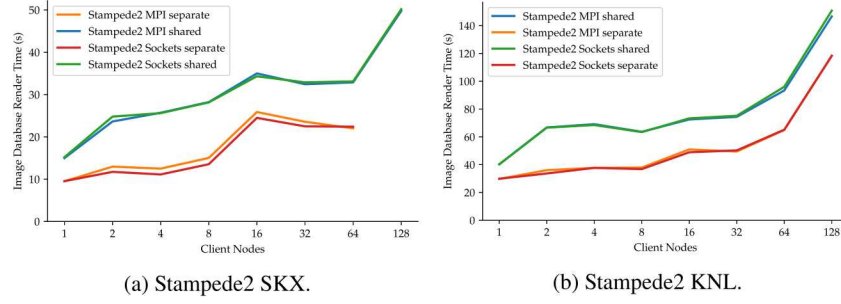 Stampede2 MPI separate
Stampede2 MPI shared
Stampede2 Sockets separate
Stampede2 Sockets shared
Image Database Render Time (s)
50
40
30
20
10
0
1 2 4 8 16 32 64 128
Client Nodes
(a) Stampede2 SKX.
Stampede2 MPI shared
Stampede2 MPI separate
Stampede2 Sockets shared
Stampede2 Sockets separate
Image Database Render Time (s)
140
120
100
80
60
40
20
0
1 2 4 8 16 32 64 128
Client Nodes
(b) Stampede2 KNL.